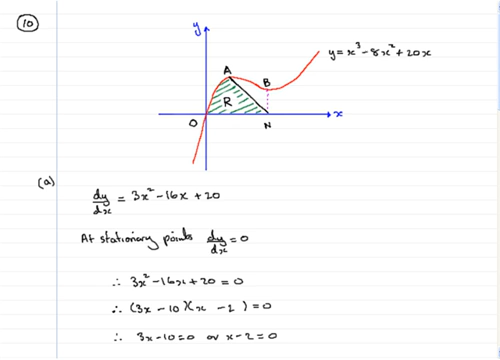 10
y
A
B
y = x³ - 8x² + 20x
R
O
N
x
(a)
dy/dx = 3x² - 16x + 20
At stationary points dy/dx = 0
∴ 3x² - 16x + 20 = 0
∴ (3x - 10)(x - 2) = 0
∴ 3x - 10 = 0 or x - 2 = 0